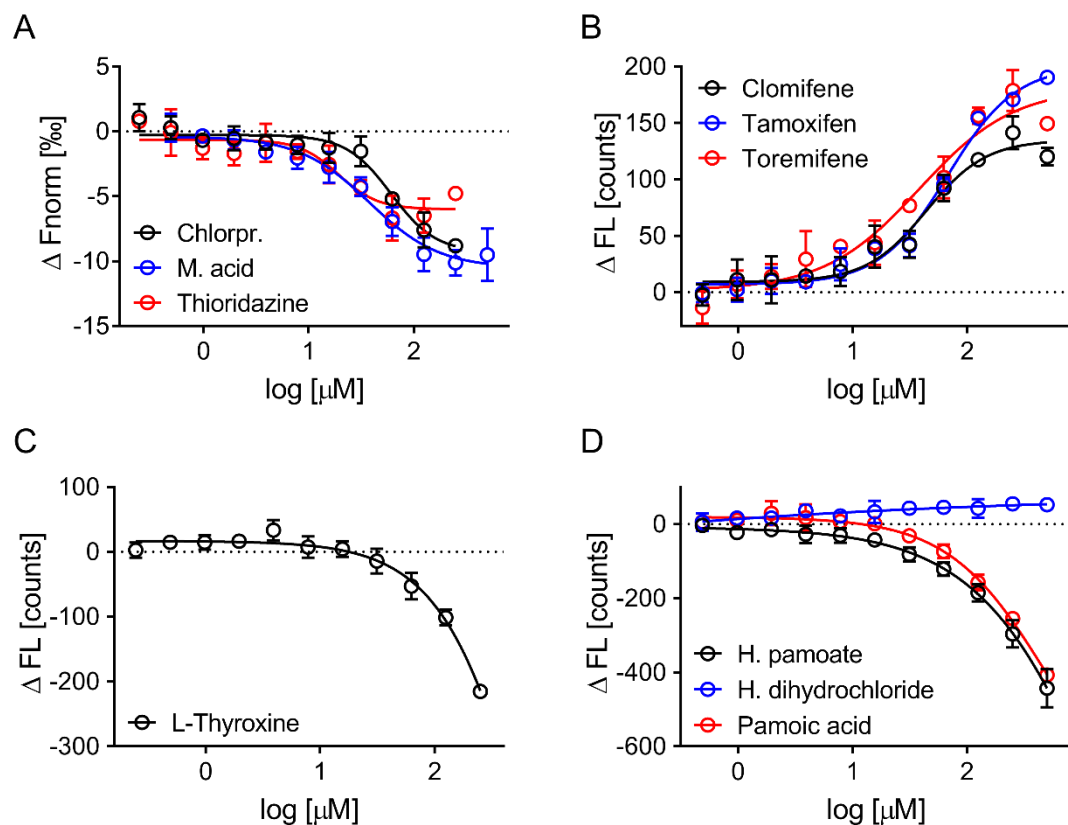 A
Δ Fnorm [‰]
5
0
-5
-10
-15
Chlorpr.
M. acid
Thioridazine
0
1
2
log [μM]
B
Δ FL [counts]
200
150
100
50
0
Clomifene
Tamoxifen
Toremifene
0
1
2
log [μM]
C
Δ FL [counts]
100
0
-100
-200
-300
L-Thyroxine
0
1
2
log [μM]
D
Δ FL [counts]
0
-200
-400
-600
H. pamoate
H. dihydrochloride
Pamoic acid
0
1
2
log [μM]